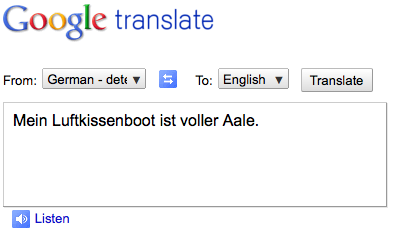 Google translate
From: German - dete To: English Translate
Mein Luftkissenboot ist voller Aale.
Listen